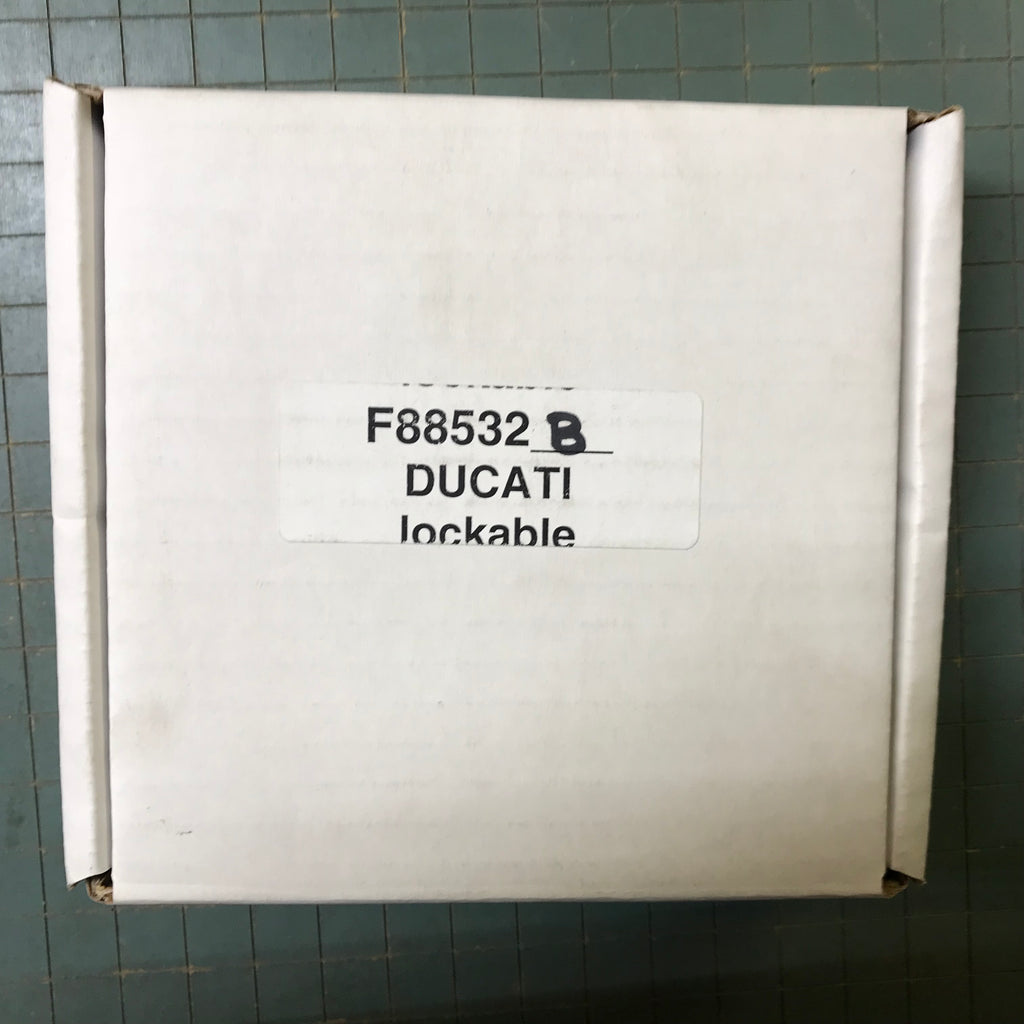 F88532 B
DUCATI
lockable